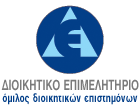 ΔΙΟΙΚΗΤΙΚΟ ΕΠΙΜΕΛΗΤΗΡΙΟ
όμιλος διοικητικών επιστημόνων